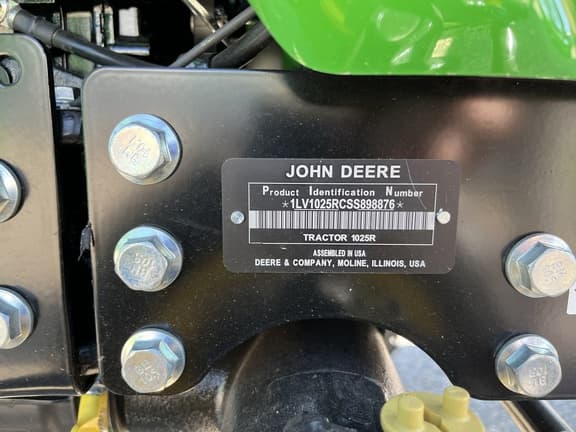 JOHN DEERE
Product Identification Number
*1LV1025RCSS898876*
TRACTOR 1025R
ASSEMBLED IN USA
DEERE & COMPANY, MOLINE, ILLINOIS, USA